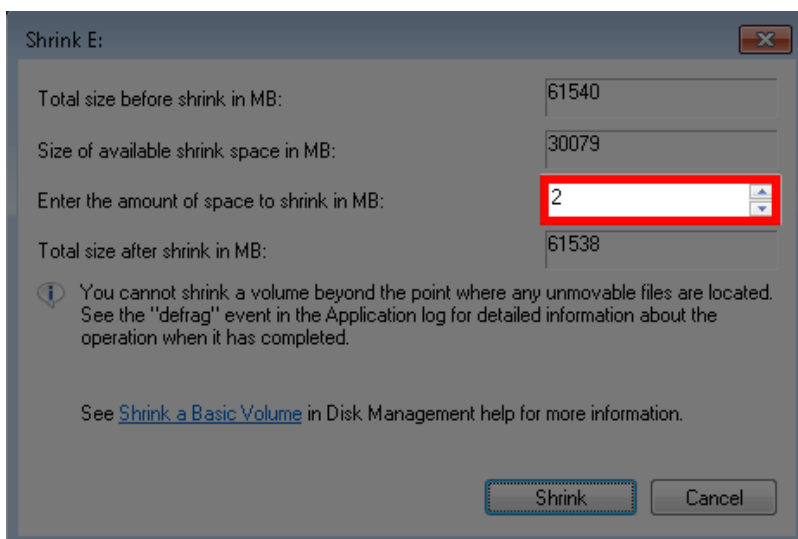 Shrink E:
Total size before shrink in MB: 61540
Size of available shrink space in MB: 30079
Enter the amount of space to shrink in MB: 2
Total size after shrink in MB: 61538
You cannot shrink a volume beyond the point where any unmovable files are located.
See the "defrag" event in the Application log for detailed information about the
operation when it has completed.
See Shrink a Basic Volume in Disk Management help for more information.
Shrink Cancel